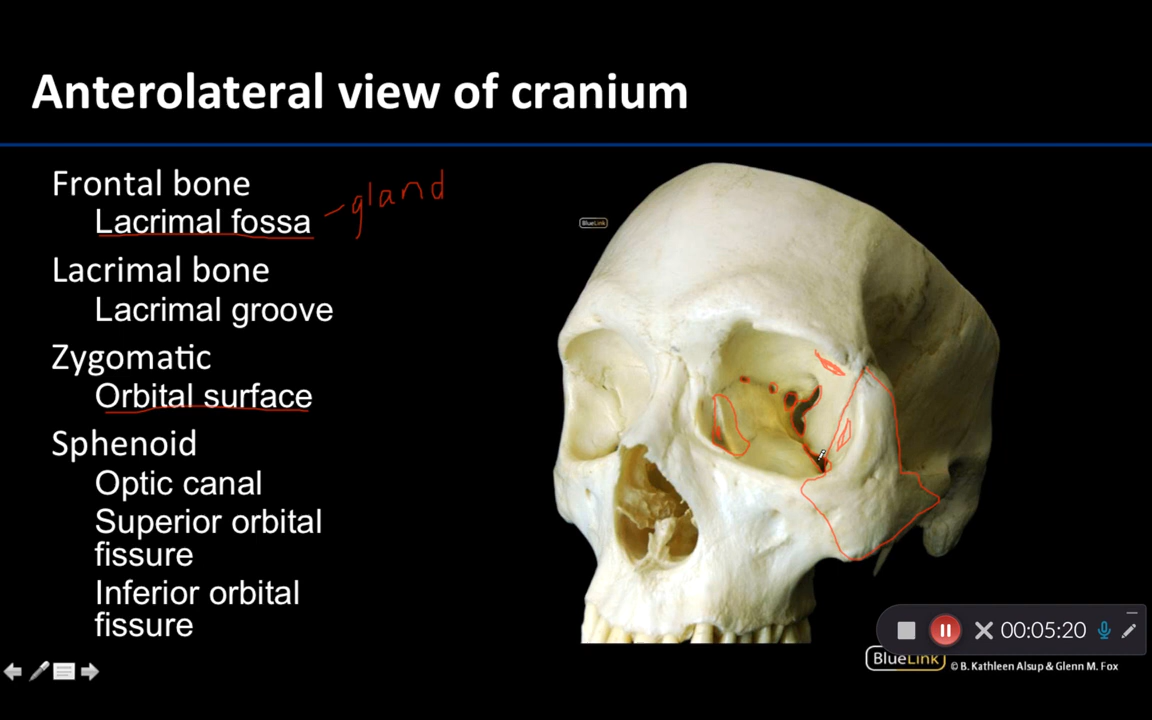 Anterolateral view of cranium
Frontal bone
Lacrimal fossa
-gland
Lacrimal bone
Lacrimal groove
Zygomatic
Orbital surface
Sphenoid
Optic canal
Superior orbital
fissure
Inferior orbital
fissure
BlueLink
00:05:20
BlueLink © B. Kathleen Alsup & Glenn M. Fox